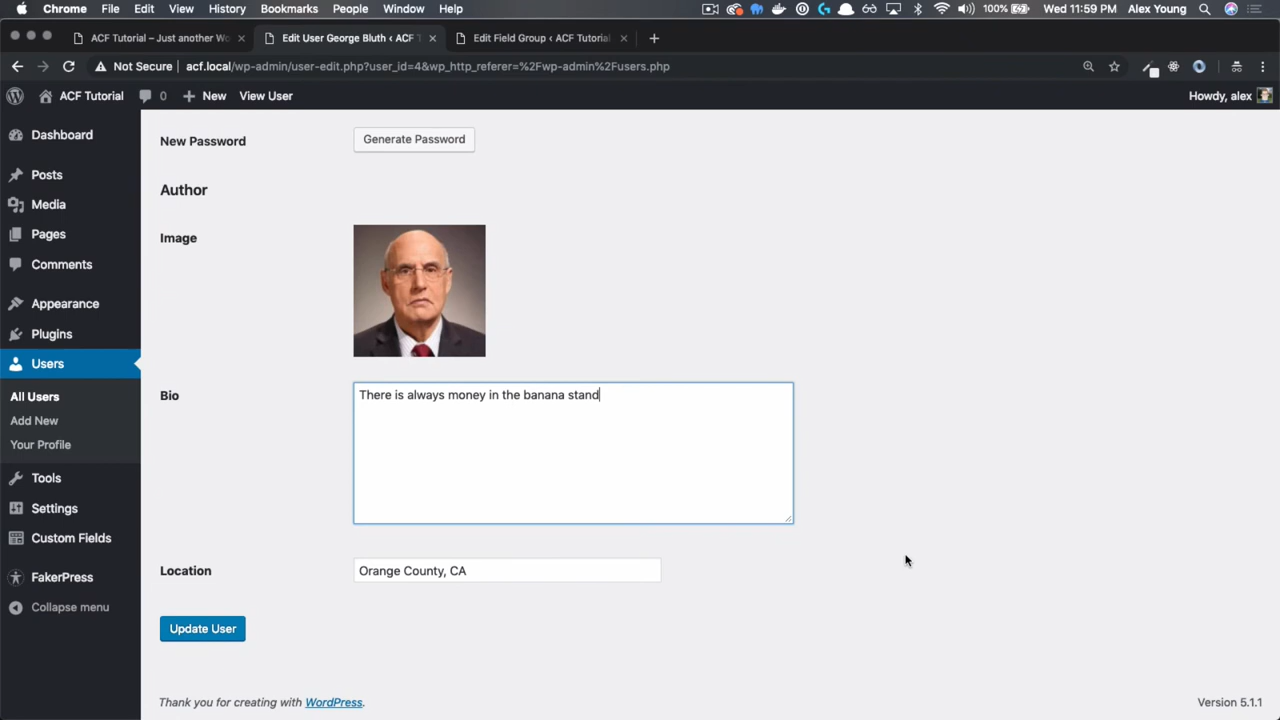 Chrome File Edit View History Bookmarks People Window Help 100% Wed 11:59 PM Alex Young
ACF Tutorial – Just another Wo Edit User George Bluth ‹ ACF T Edit Field Group ‹ ACF Tutorial
Not Secure acf.local/wp-admin/user-edit.php?user_id=4&wp_http_referer=%2Fwp-admin%2Fusers.php
ACF Tutorial 0 New View User Howdy, alex
Dashboard
Posts
Media
Pages
Comments
Appearance
Plugins
Users
All Users
Add New
Your Profile
Tools
Settings
Custom Fields
FakerPress
Collapse menu
New Password Generate Password
Author
Image
Bio There is always money in the banana stand
Location Orange County, CA
Update User
Thank you for creating with WordPress. Version 5.1.1